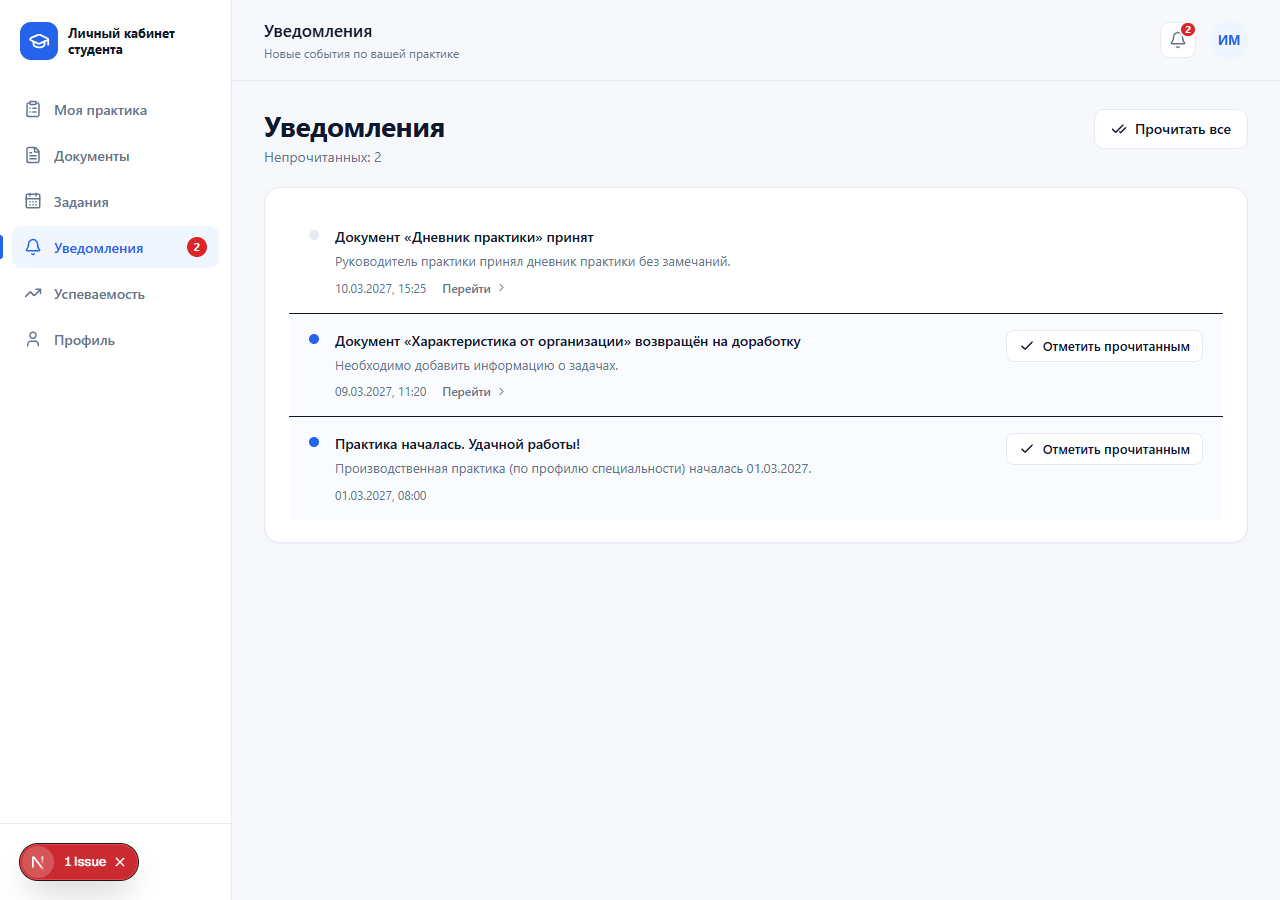 Личный кабинет
студента
Моя практика
Документы
Задания
Уведомления 2
Успеваемость
Профиль
1 Issue
Уведомления
Новые события по вашей практике
2
ИМ
Уведомления
Непрочитанных: 2
Прочитать все
Документ «Дневник практики» принят
Руководитель практики принял дневник практики без замечаний.
10.03.2027, 15:25 Перейти
Документ «Характеристика от организации» возвращён на доработку
Отметить прочитанным
Необходимо добавить информацию о задачах.
09.03.2027, 11:20 Перейти
Практика началась. Удачной работы!
Отметить прочитанным
Производственная практика (по профилю специальности) началась 01.03.2027.
01.03.2027, 08:00